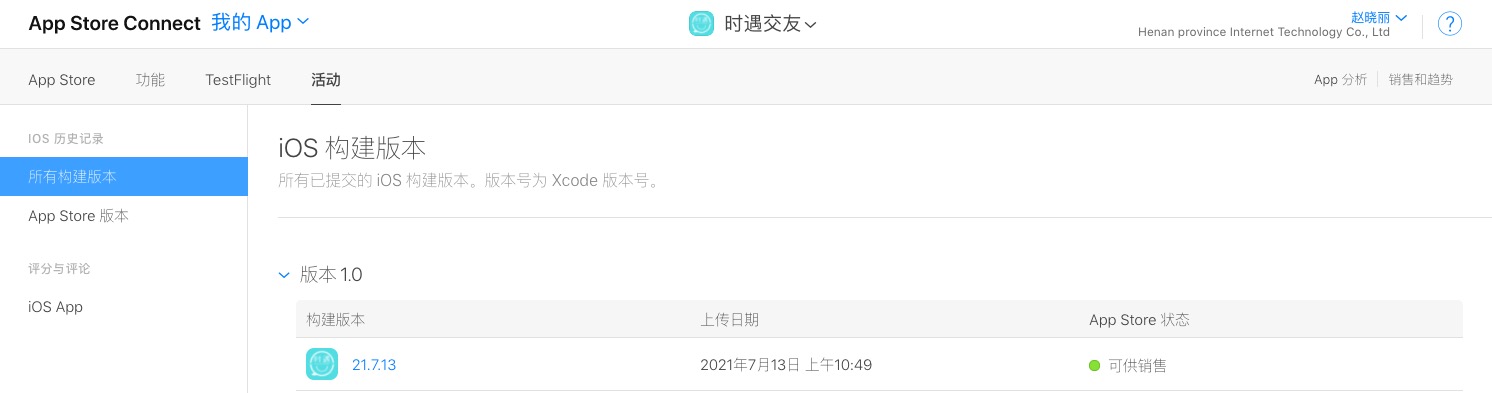 App Store Connect 我的 App 时遇交友 赵晓丽 ?
Henan province Internet Technology Co., Ltd
App Store 功能 TestFlight 活动 App 分析 销售和趋势
IOS 历史记录
所有构建版本
App Store 版本
评分与评论
iOS App
iOS 构建版本
所有已提交的 iOS 构建版本。版本号为 Xcode 版本号。
版本 1.0
构建版本 上传日期 App Store 状态
21.7.13 2021年7月13日 上午10:49 可供销售